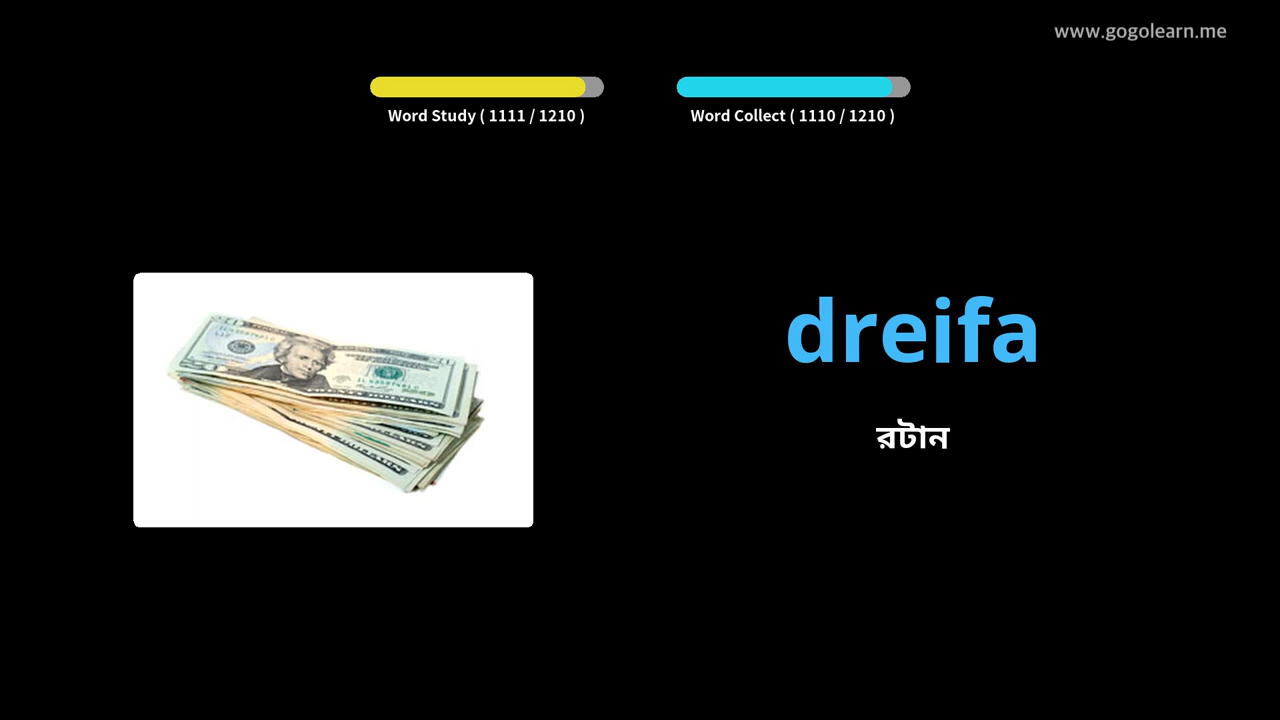 www.gogolearn.me
Word Study ( 1111 / 1210 )
Word Collect ( 1110 / 1210 )
dreifa
রটান